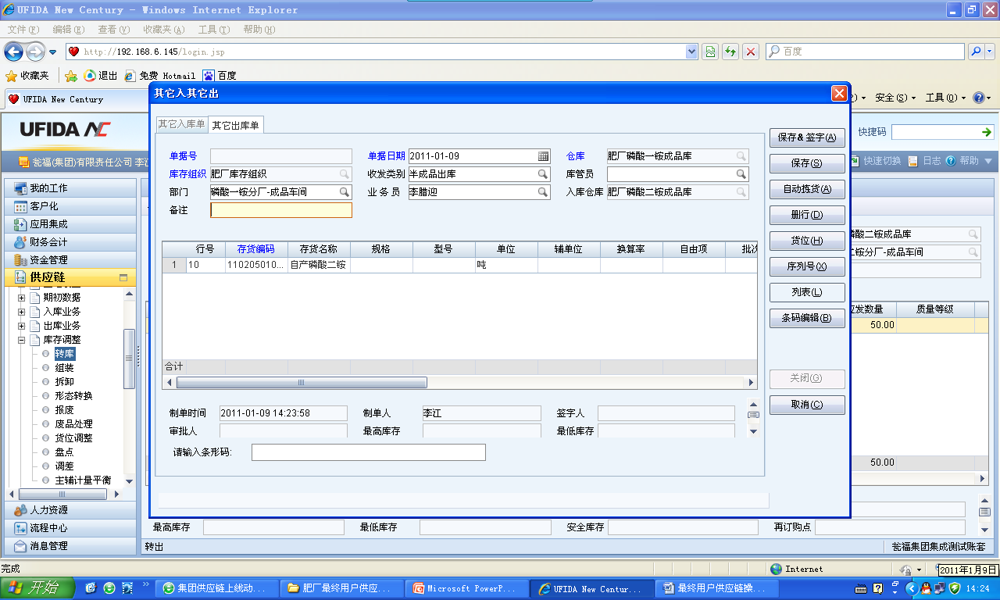 UFIDA New Century - Windows Internet Explorer
文件(F) 编辑(E) 查看(V) 收藏夹(A) 工具(T) 帮助(H)
http://192.168.6.145/login.jsp
百度
收藏夹 退出 免费 Hotmail 百度
UFIDA New Century
安全(S) 工具(O)
UFIDA NC
快捷码
瓮福(集团)有限责任公司 李江
快速切换 日志 帮助
我的工作
客户化
应用集成
财务会计
资金管理
供应链
期初数据
入库业务
出库业务
库存调整
转库
组装
拆卸
形态转换
报废
废品处理
货位调整
盘点
调差
主辅计量平衡
人力资源
流程中心
消息管理
其它入其它出
其它入库单 其它出库单
单据号 单据日期 2011-01-09 仓库 肥厂磷酸一铵成品库
库存组织 肥厂库存组织 收发类别 半成品出库 库管员
部门 磷酸一铵分厂-成品车间 业 务 员 李腊迎 入库仓库 肥厂磷酸二铵成品库
备注
行号 存货编码 存货名称 规格 型号 单位 辅单位 换算率 自由项 批次
1 10 110205010... 自产磷酸二铵 吨
合计
制单时间 2011-01-09 14:23:58 制单人 李江 签字人
审批人 最高库存 最低库存
请输入条形码:
保存&签字(A)
保存(S)
自动拣货(A)
删行(D)
货位(H)
序列号(X)
列表(L)
条码编辑(B)
关闭(G)
取消(C)
磷酸二铵成品库
二铵分厂-成品车间
应发数量 质量等级
50.00
50.00
最高库存 最低库存 安全库存 再订购点
转出 瓮福集团集成测试账套
完成 Internet
2011年1月9日
开始 集团供应链上线动... 肥厂最终用户供应... Microsoft PowerP... UFIDA New Centur... 最终用户供应链操... 14:24